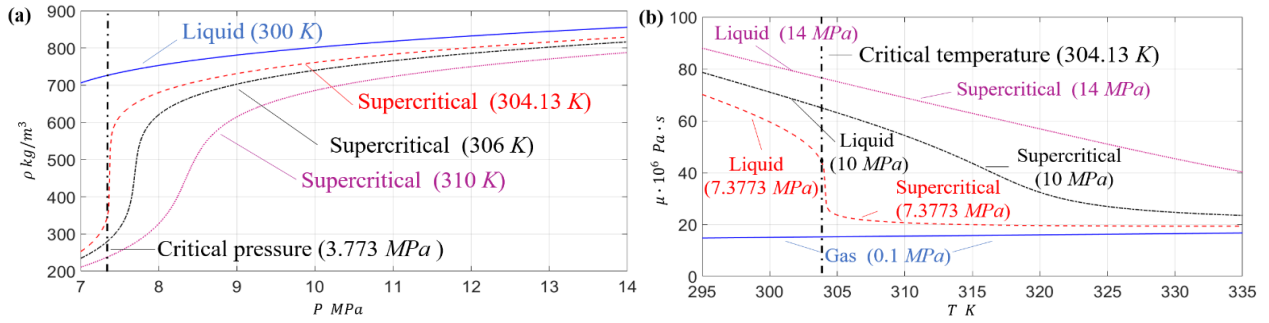 (a)
Liquid (300 K)
Supercritical (304.13 K)
Supercritical (306 K)
Supercritical (310 K)
Critical pressure (3.773 MPa )
ρ kg/m³
900
800
700
600
500
400
300
200
7 8 9 10 11 12 13 14
P MPa
(b)
Liquid (14 MPa)
Critical temperature (304.13 K)
Supercritical (14 MPa)
Liquid
(10 MPa)
Supercritical
(10 MPa)
Liquid
(7.3773 MPa)
Supercritical
(7.3773 MPa)
Gas (0.1 MPa)
μ · 10⁶ Pa · s
100
80
60
40
20
0
295 300 305 310 315 320 325 330 335
T K